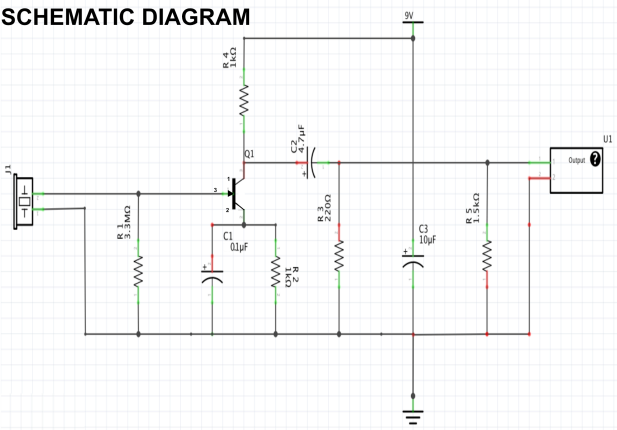 SCHEMATIC DIAGRAM
9V
R 4
1kΩ
C2
4.7µF
U1
Output
?
Q1
J1
1
3
2
R 1
3.3MΩ
R 3
220Ω
R 5
1.5kΩ
C1
0.1µF
C3
10µF
R 2
1kΩ
+
+
+